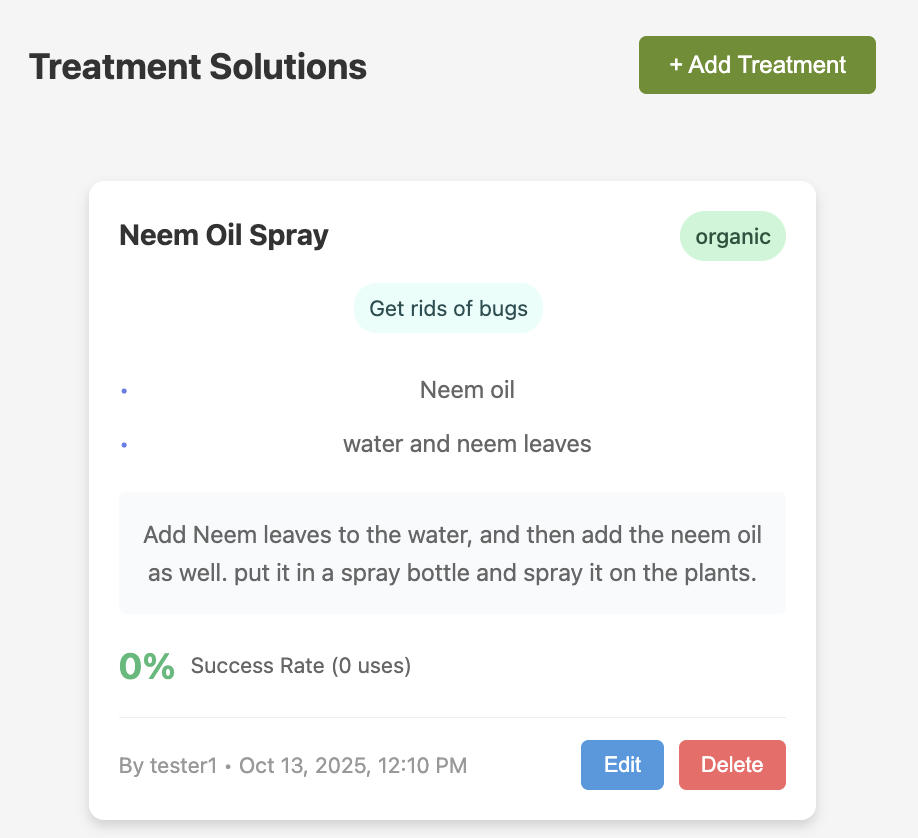 Treatment Solutions
+ Add Treatment
Neem Oil Spray
organic
Get rids of bugs
• Neem oil
• water and neem leaves
Add Neem leaves to the water, and then add the neem oil
as well. put it in a spray bottle and spray it on the plants.
0% Success Rate (0 uses)
By tester1 • Oct 13, 2025, 12:10 PM
Edit
Delete